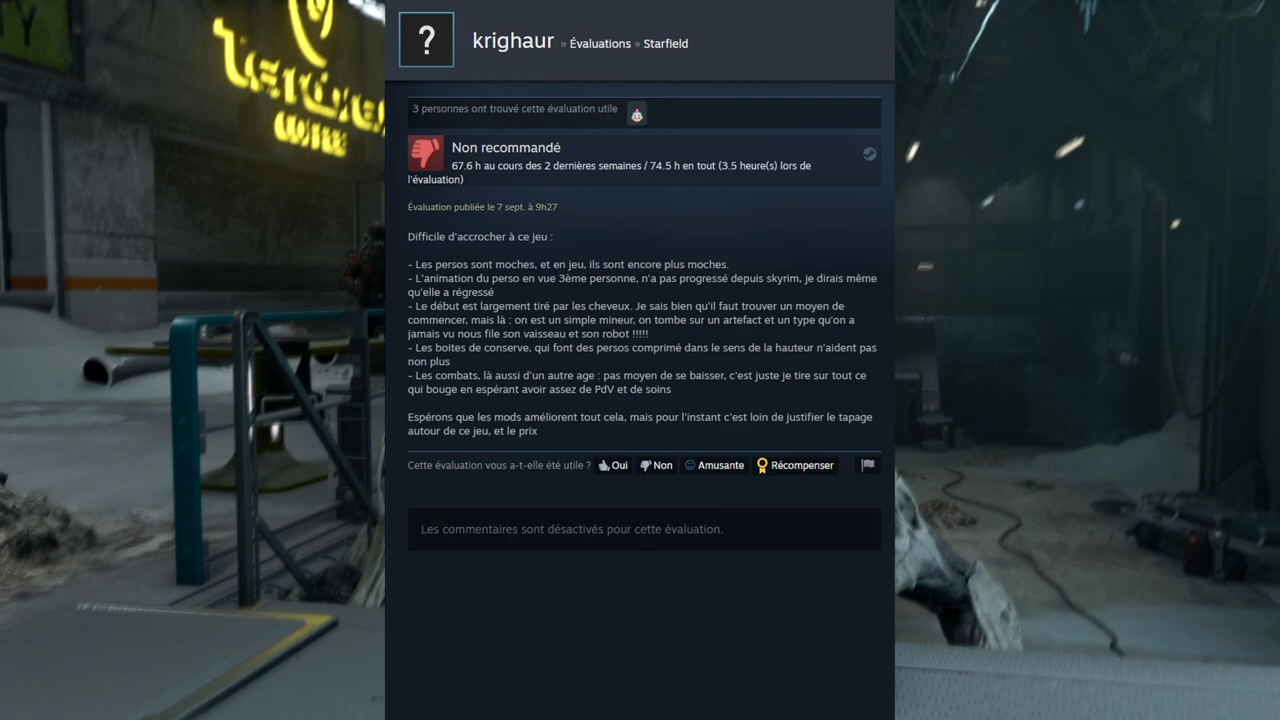 TY
TERRABREW
COFFEE
?
krighaur » Évaluations » Starfield
3 personnes ont trouvé cette évaluation utile
Non recommandé
67.6 h au cours des 2 dernières semaines / 74.5 h en tout (3.5 heure(s) lors de
l'évaluation)
Évaluation publiée le 7 sept. à 9h27
Difficile d'accrocher à ce jeu :
- Les persos sont moches, et en jeu, ils sont encore plus moches.
- L'animation du perso en vue 3ème personne, n'a pas progressé depuis skyrim, je dirais même
qu'elle a régressé
- Le début est largement tiré par les cheveux. Je sais bien qu'il faut trouver un moyen de
commencer, mais là : on est un simple mineur, on tombe sur un artefact et un type qu'on a
jamais vu nous file son vaisseau et son robot !!!!!
- Les boites de conserve, qui font des persos comprimé dans le sens de la hauteur n'aident pas
non plus
- Les combats, là aussi d'un autre age : pas moyen de se baisser, c'est juste je tire sur tout ce
qui bouge en espérant avoir assez de PdV et de soins
Espérons que les mods améliorent tout cela, mais pour l'instant c'est loin de justifier le tapage
autour de ce jeu, et le prix
Cette évaluation vous a-t-elle été utile ? Oui Non Amusante Récompenser
Les commentaires sont désactivés pour cette évaluation.